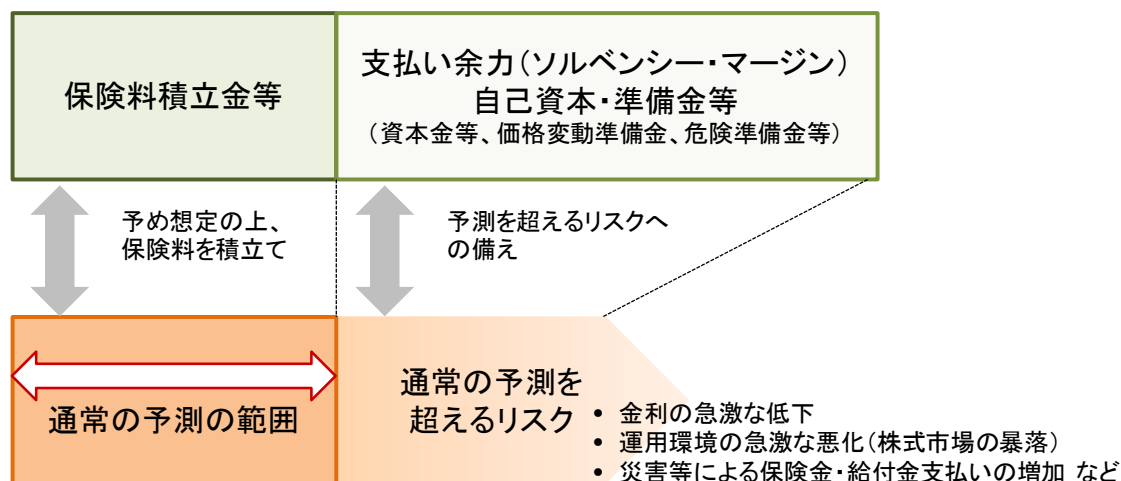 保険料積立金等
支払い余力（ソルベンシー・マージン）
自己資本・準備金等
（資本金等、価格変動準備金、危険準備金等）
予め想定の上、
保険料を積立て
予測を超えるリスクへ
の備え
通常の予測の範囲
通常の予測を
超えるリスク
• 金利の急激な低下
• 運用環境の急激な悪化（株式市場の暴落）
• 災害等による保険金・給付金支払いの増加 など